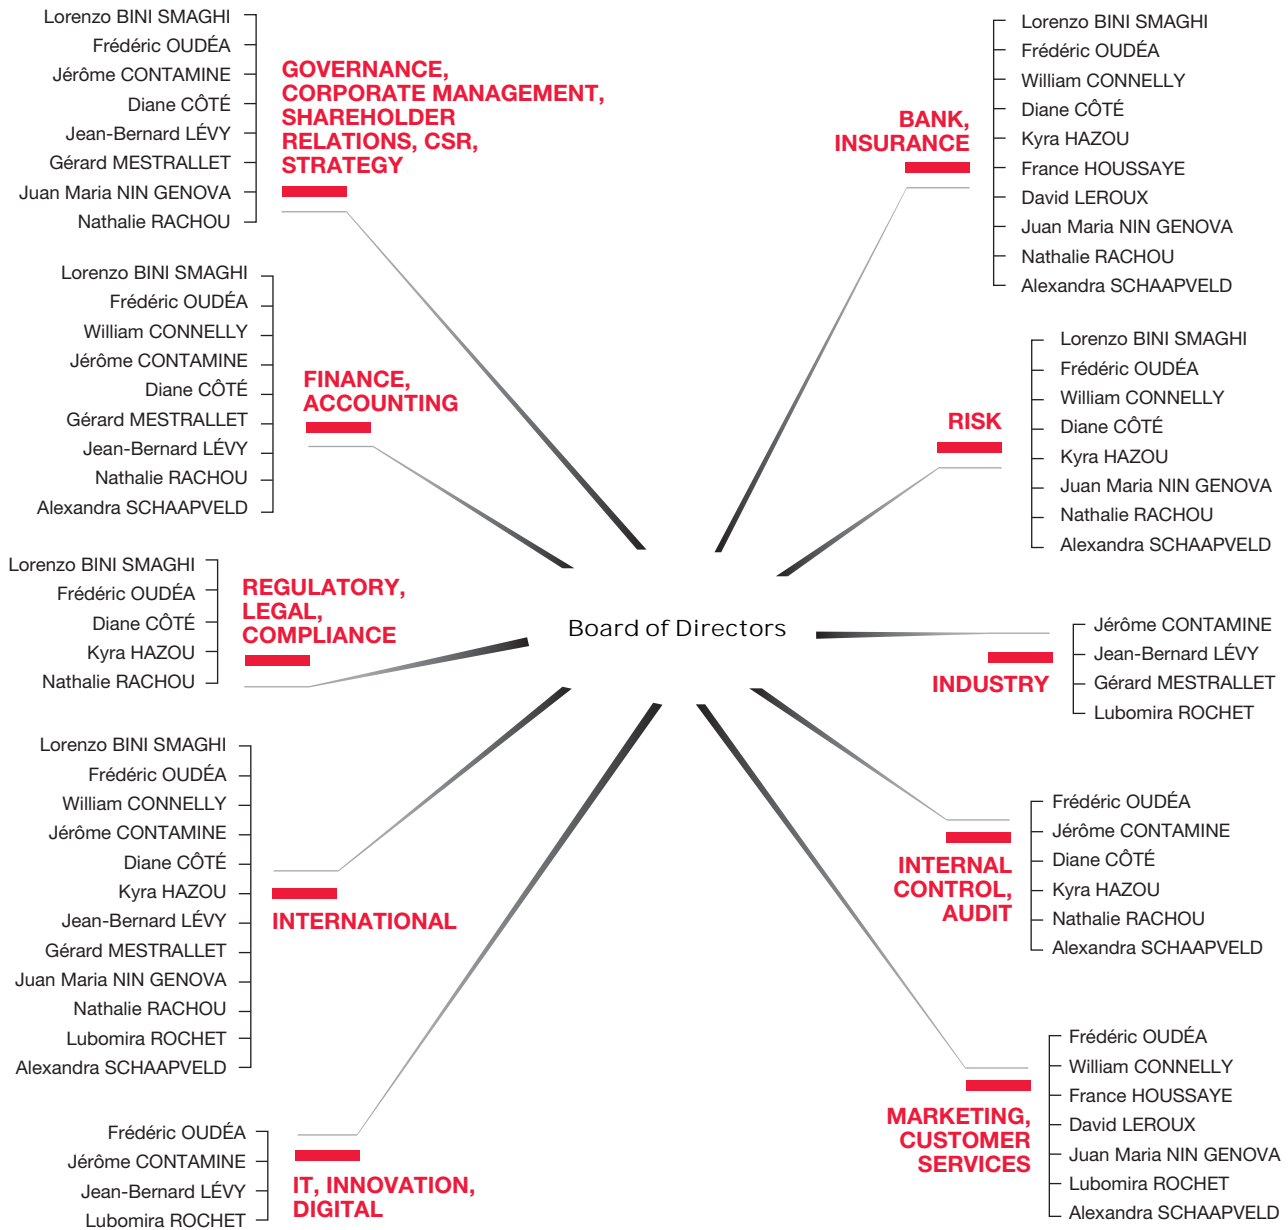 Lorenzo BINI SMAGHI
Frédéric OUDÉA
Jérôme CONTAMINE
Diane CÔTÉ
Jean-Bernard LÉVY
Gérard MESTRALLET
Juan Maria NIN GENOVA
Nathalie RACHOU
GOVERNANCE,
CORPORATE MANAGEMENT,
SHAREHOLDER
RELATIONS, CSR,
STRATEGY
Lorenzo BINI SMAGHI
Frédéric OUDÉA
William CONNELLY
Jérôme CONTAMINE
Diane CÔTÉ
Gérard MESTRALLET
Jean-Bernard LÉVY
Nathalie RACHOU
Alexandra SCHAAPVELD
FINANCE,
ACCOUNTING
Lorenzo BINI SMAGHI
Frédéric OUDÉA
Diane CÔTÉ
Kyra HAZOU
Nathalie RACHOU
REGULATORY,
LEGAL,
COMPLIANCE
Lorenzo BINI SMAGHI
Frédéric OUDÉA
William CONNELLY
Jérôme CONTAMINE
Diane CÔTÉ
Kyra HAZOU
Jean-Bernard LÉVY
Gérard MESTRALLET
Juan Maria NIN GENOVA
Nathalie RACHOU
Lubomira ROCHET
Alexandra SCHAAPVELD
INTERNATIONAL
Frédéric OUDÉA
Jérôme CONTAMINE
Jean-Bernard LÉVY
Lubomira ROCHET
IT, INNOVATION,
DIGITAL
Board of Directors
BANK,
INSURANCE
Lorenzo BINI SMAGHI
Frédéric OUDÉA
William CONNELLY
Diane CÔTÉ
Kyra HAZOU
France HOUSSAYE
David LEROUX
Juan Maria NIN GENOVA
Nathalie RACHOU
Alexandra SCHAAPVELD
RISK
Lorenzo BINI SMAGHI
Frédéric OUDÉA
William CONNELLY
Diane CÔTÉ
Kyra HAZOU
Juan Maria NIN GENOVA
Nathalie RACHOU
Alexandra SCHAAPVELD
INDUSTRY
Jérôme CONTAMINE
Jean-Bernard LÉVY
Gérard MESTRALLET
Lubomira ROCHET
INTERNAL
CONTROL,
AUDIT
Frédéric OUDÉA
Jérôme CONTAMINE
Diane CÔTÉ
Kyra HAZOU
Nathalie RACHOU
Alexandra SCHAAPVELD
MARKETING,
CUSTOMER
SERVICES
Frédéric OUDÉA
William CONNELLY
France HOUSSAYE
David LEROUX
Juan Maria NIN GENOVA
Lubomira ROCHET
Alexandra SCHAAPVELD